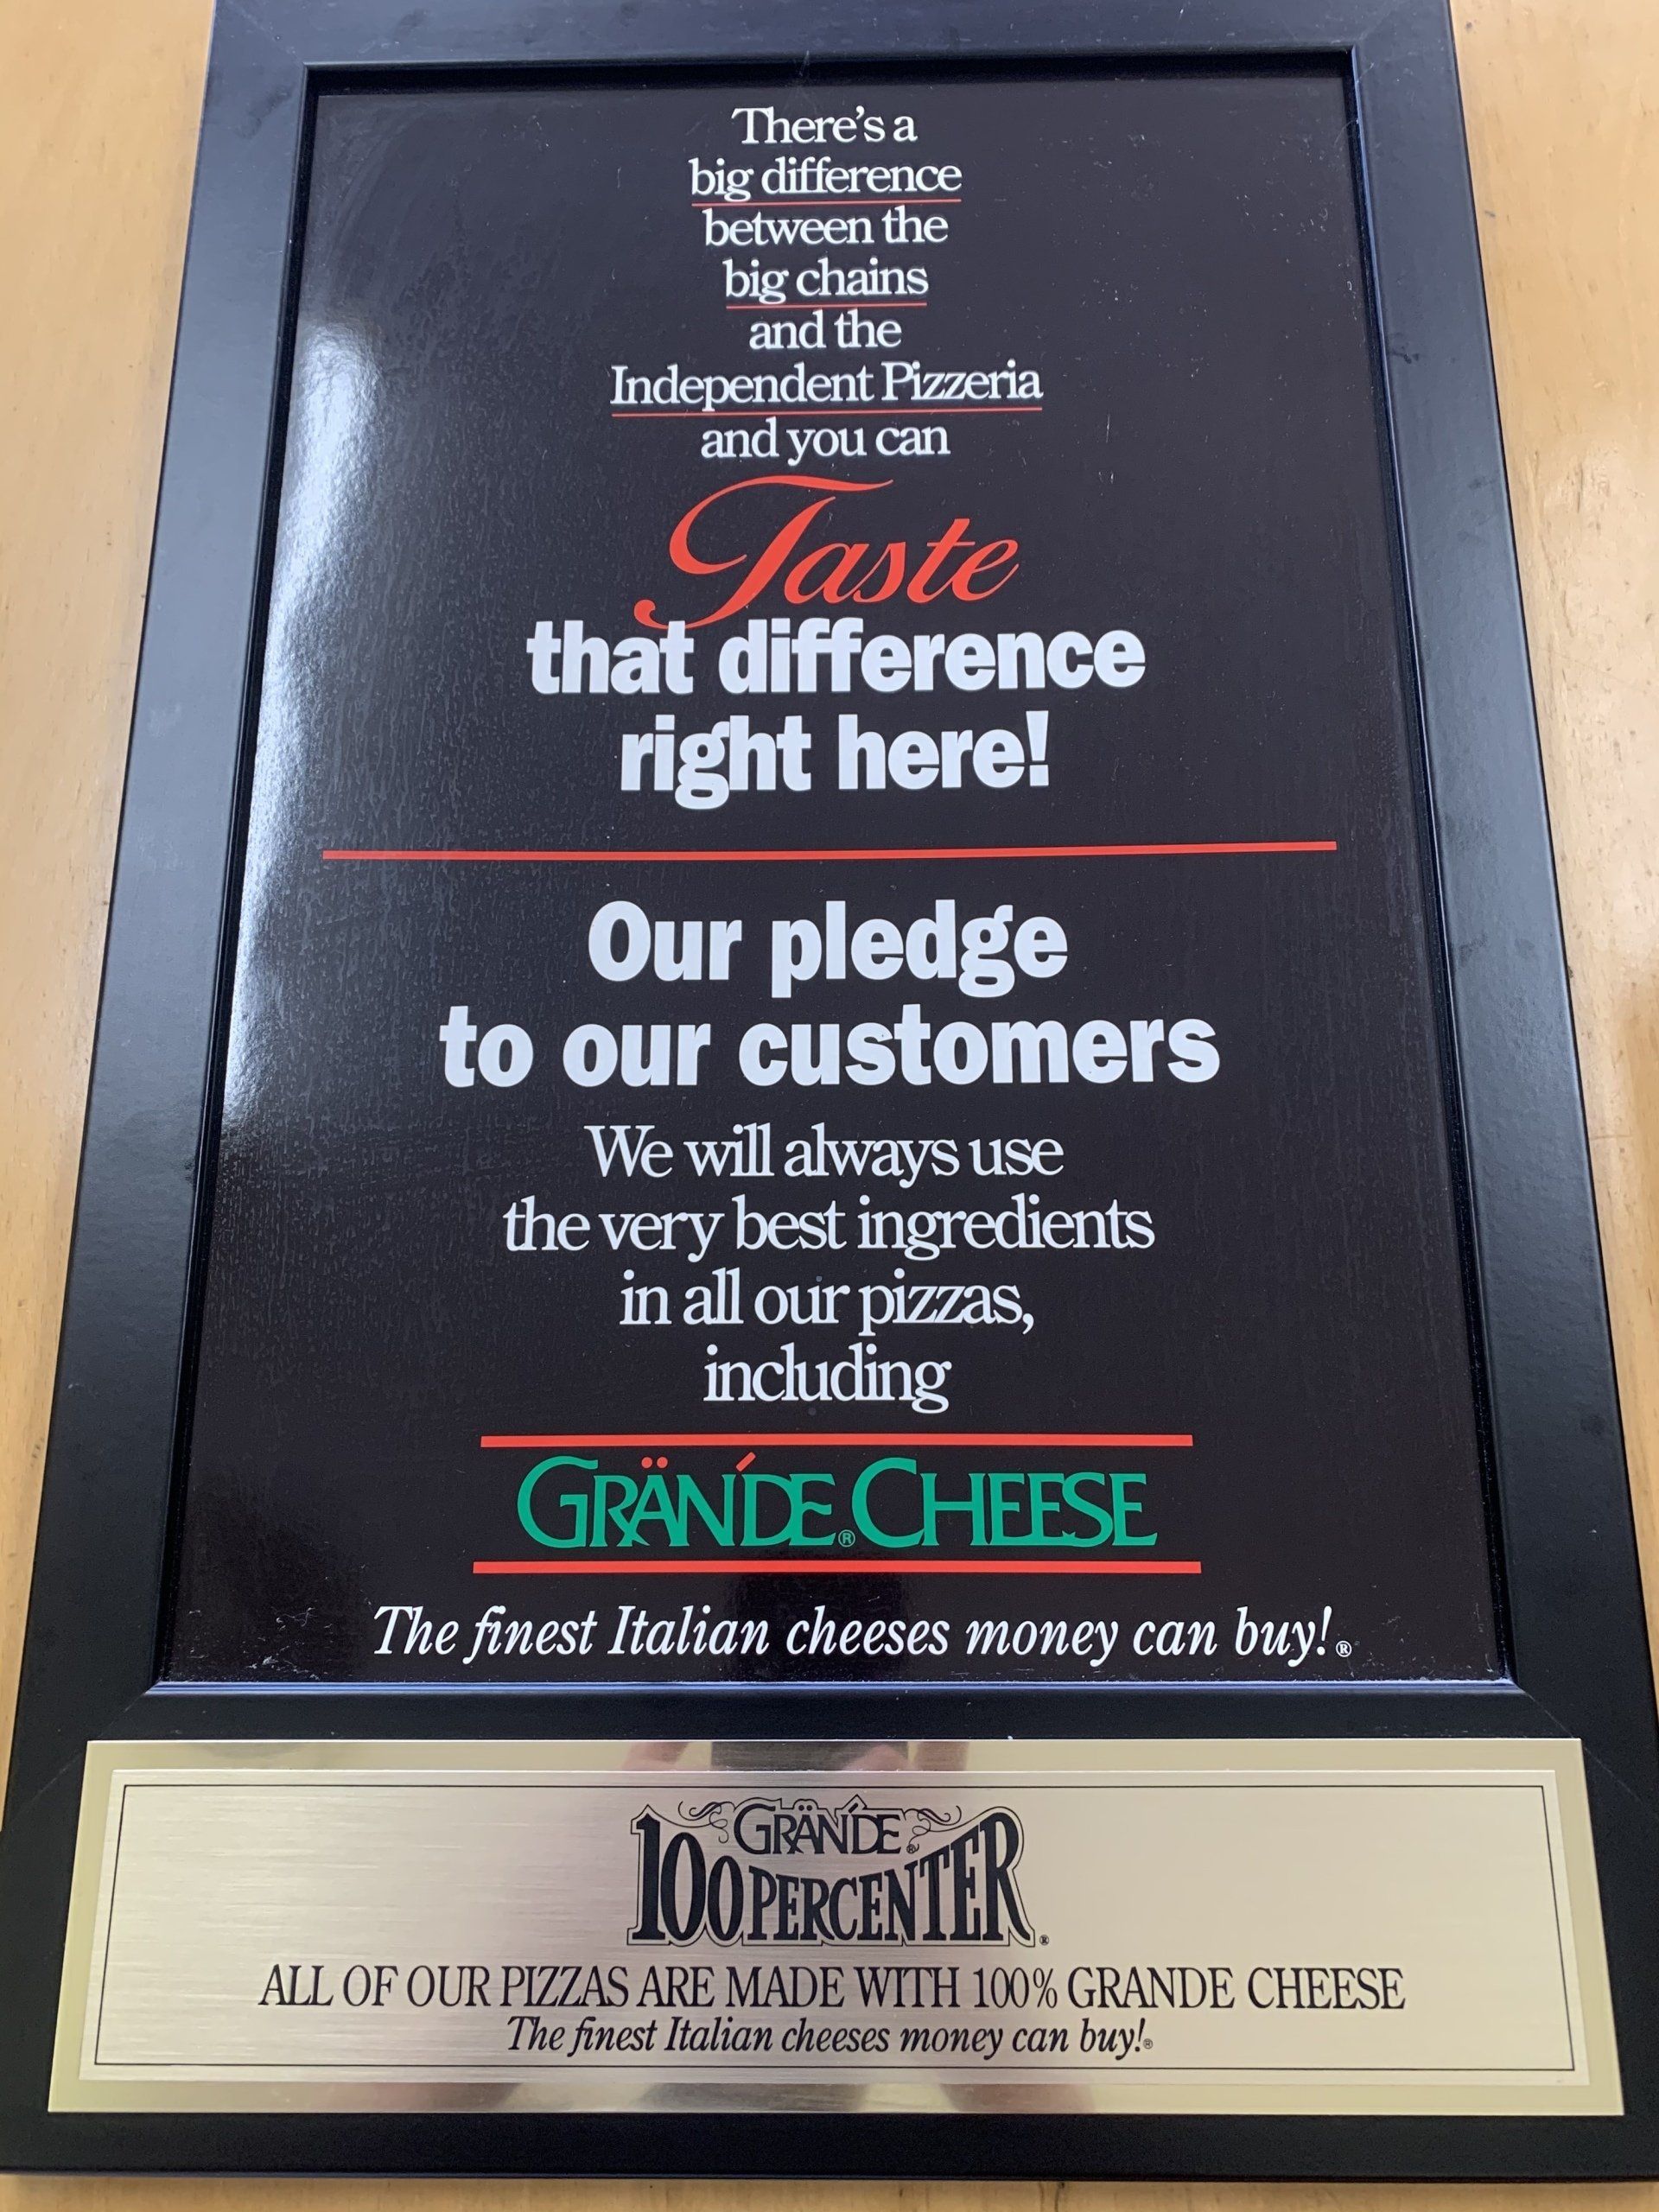 There's a
big difference
between the
big chains
and the
Independent Pizzeria
and you can
Taste
that difference
right here!
Our pledge
to our customers
We will always use
the very best ingredients
in all our pizzas,
including
GRÄNDÉ® CHEESE
The finest Italian cheeses money can buy!®
GRÄNDÉ®
100 PERCENTER®
ALL OF OUR PIZZAS ARE MADE WITH 100% GRANDE CHEESE
The finest Italian cheeses money can buy!®